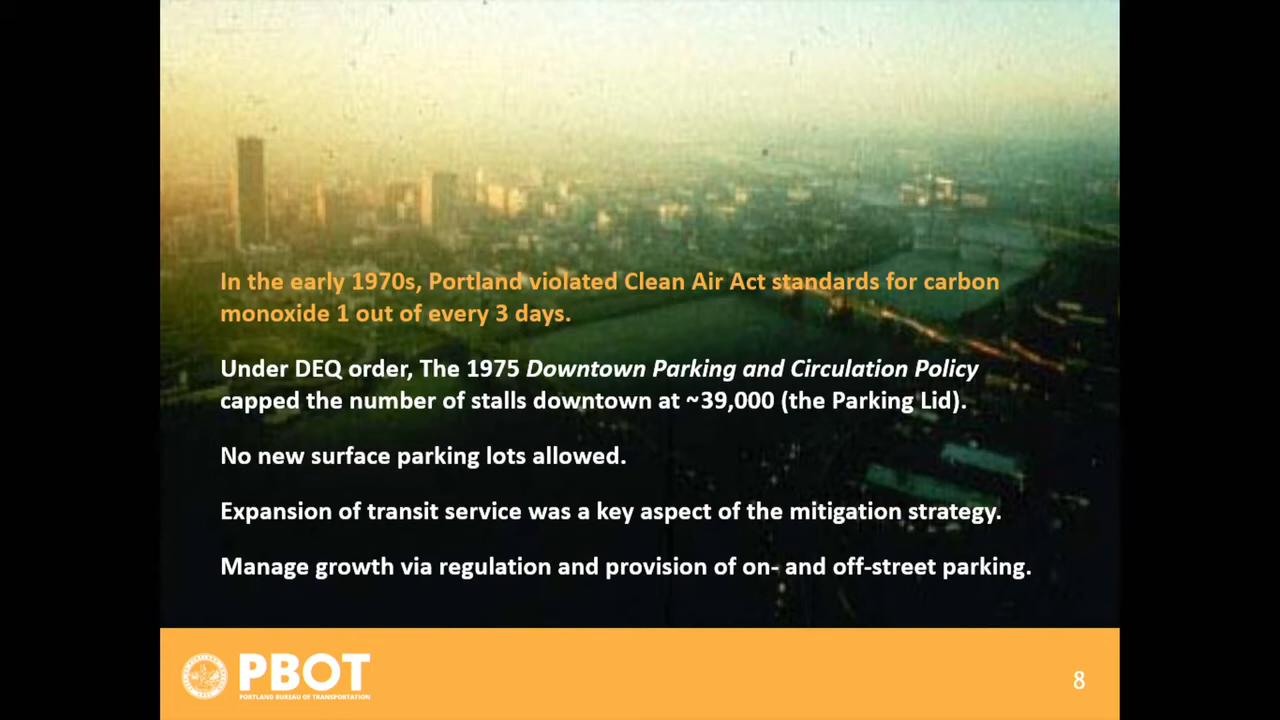 In the early 1970s, Portland violated Clean Air Act standards for carbon
monoxide 1 out of every 3 days.
Under DEQ order, The 1975 Downtown Parking and Circulation Policy
capped the number of stalls downtown at ~39,000 (the Parking Lid).
No new surface parking lots allowed.
Expansion of transit service was a key aspect of the mitigation strategy.
Manage growth via regulation and provision of on- and off-street parking.
PBOT
PORTLAND BUREAU OF TRANSPORTATION
8